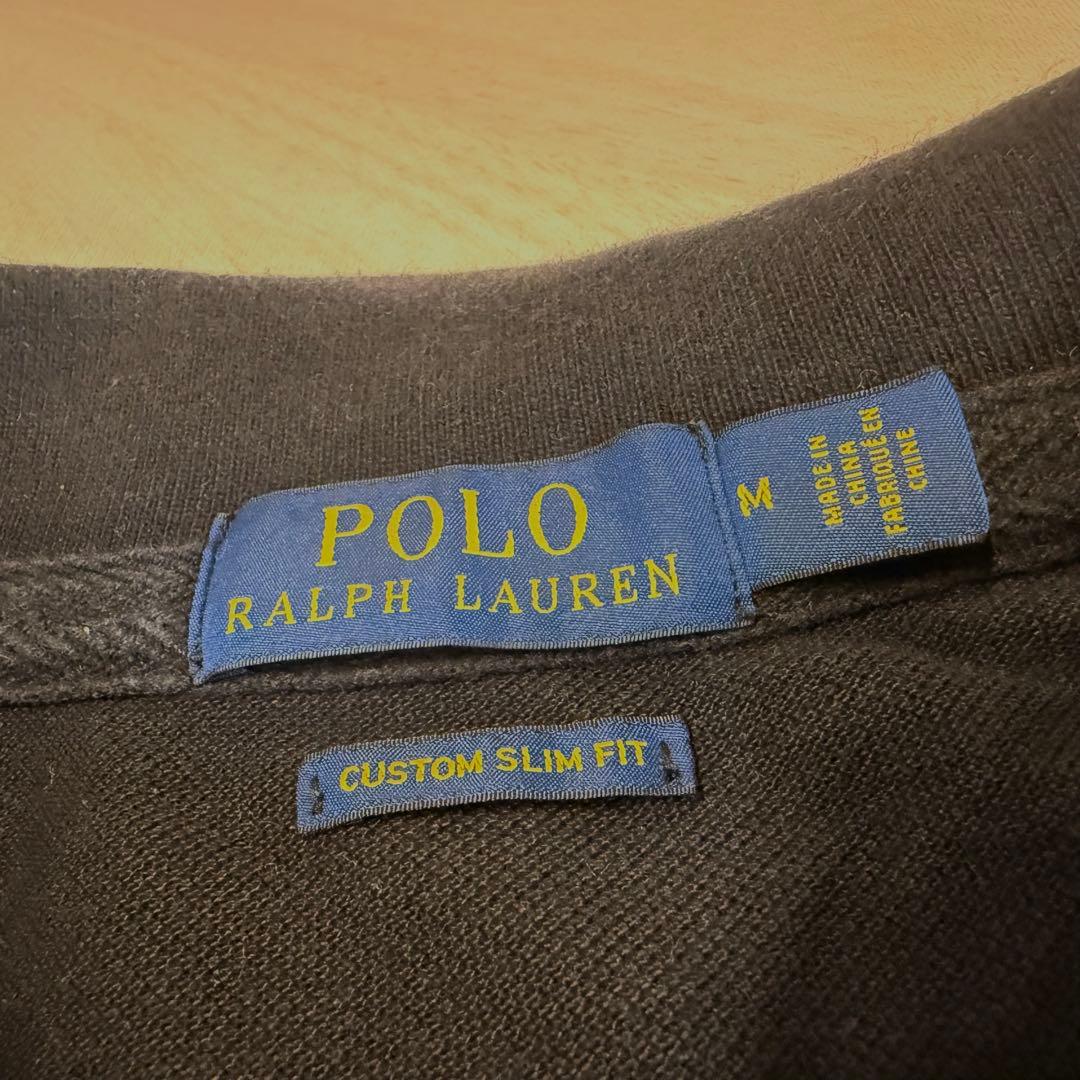 POLO
RALPH LAUREN
M
MADE IN
CHINA
FABRIQUÉ EN
CHINE
CUSTOM SLIM FIT